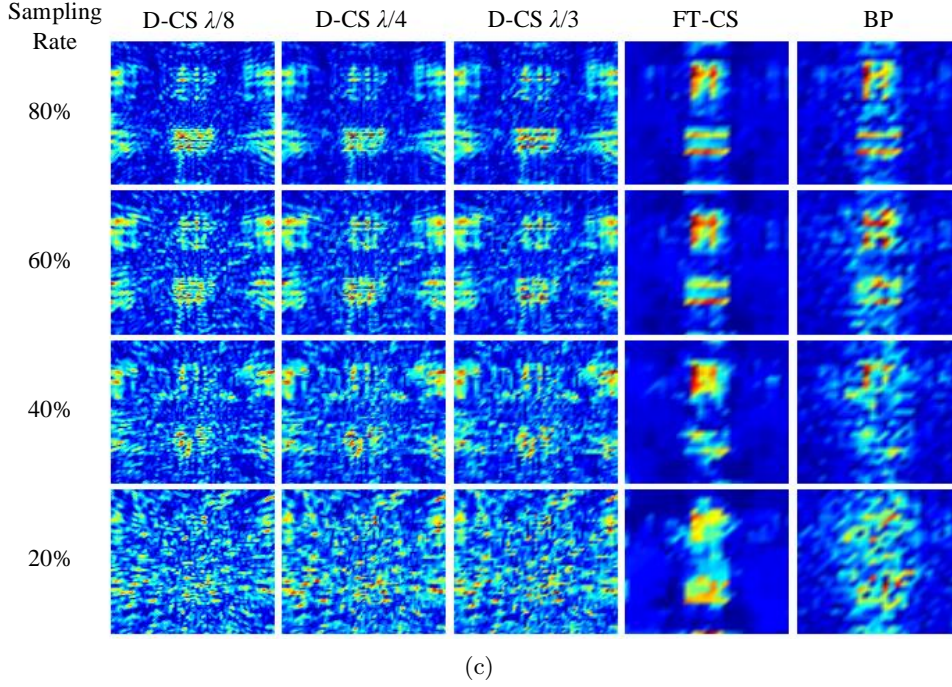 Sampling
Rate
D-CS λ/8
D-CS λ/4
D-CS λ/3
FT-CS
BP
80%
60%
40%
20%
(c)